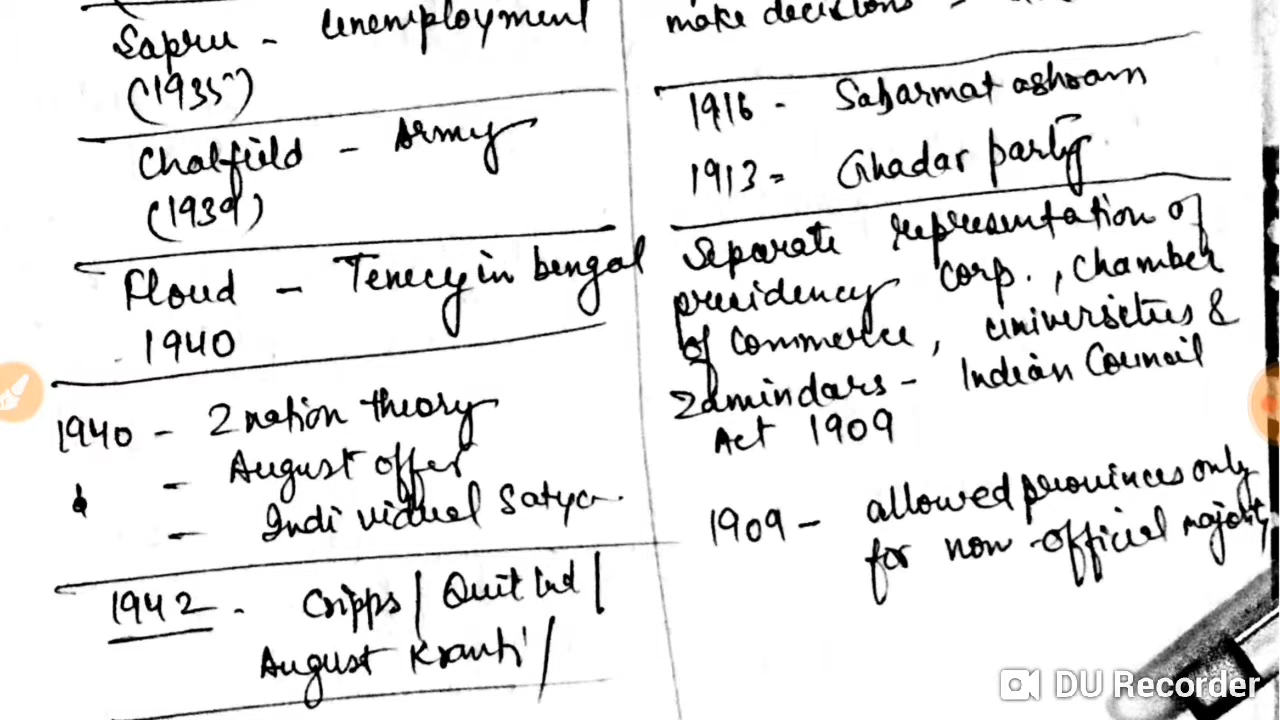 Sapru - Unemployment
(1935)
Chatfield - Army
(1939)
Floud - Tenecy in bengal
1940
1940 - 2 nation theory
- August offer
- Individual Satya
1942 - Cripps / Quit Ind /
August Kranti /
make decisions
1916 - Sabarmat ashram
1913 = Ghadar party
Separate representation of
presidency corp., chamber
of commerce, universities &
Zamindars - Indian Council
Act 1909
1909 - allowed provinces only
for non-official majority
DU Recorder